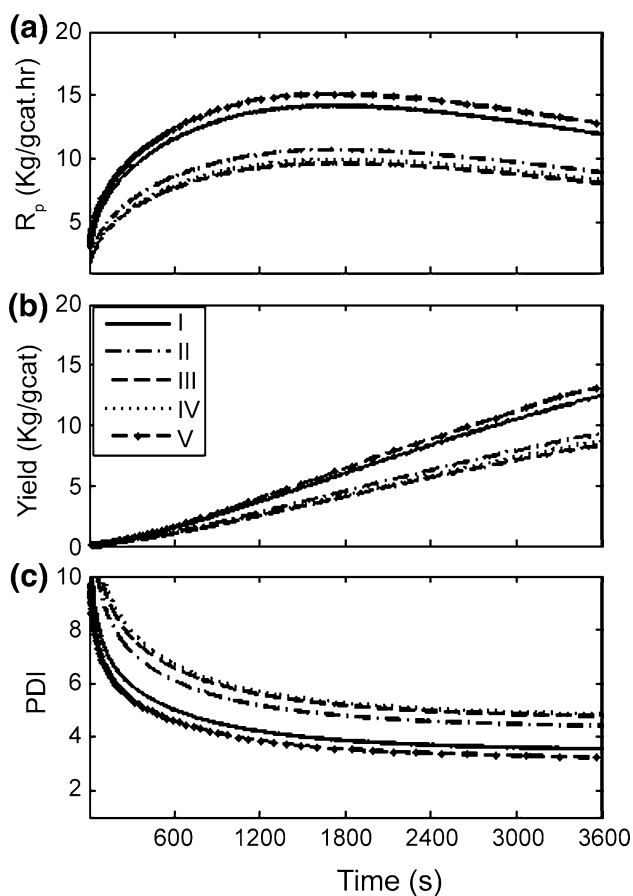 (a)
20
15
10
5
Rp (Kg/gcat.hr)
(b)
20
15
10
5
0
Yield (Kg/gcat)
I
II
III
IV
V
(c)
10
8
6
4
2
PDI
600 1200 1800 2400 3000 3600
Time (s)